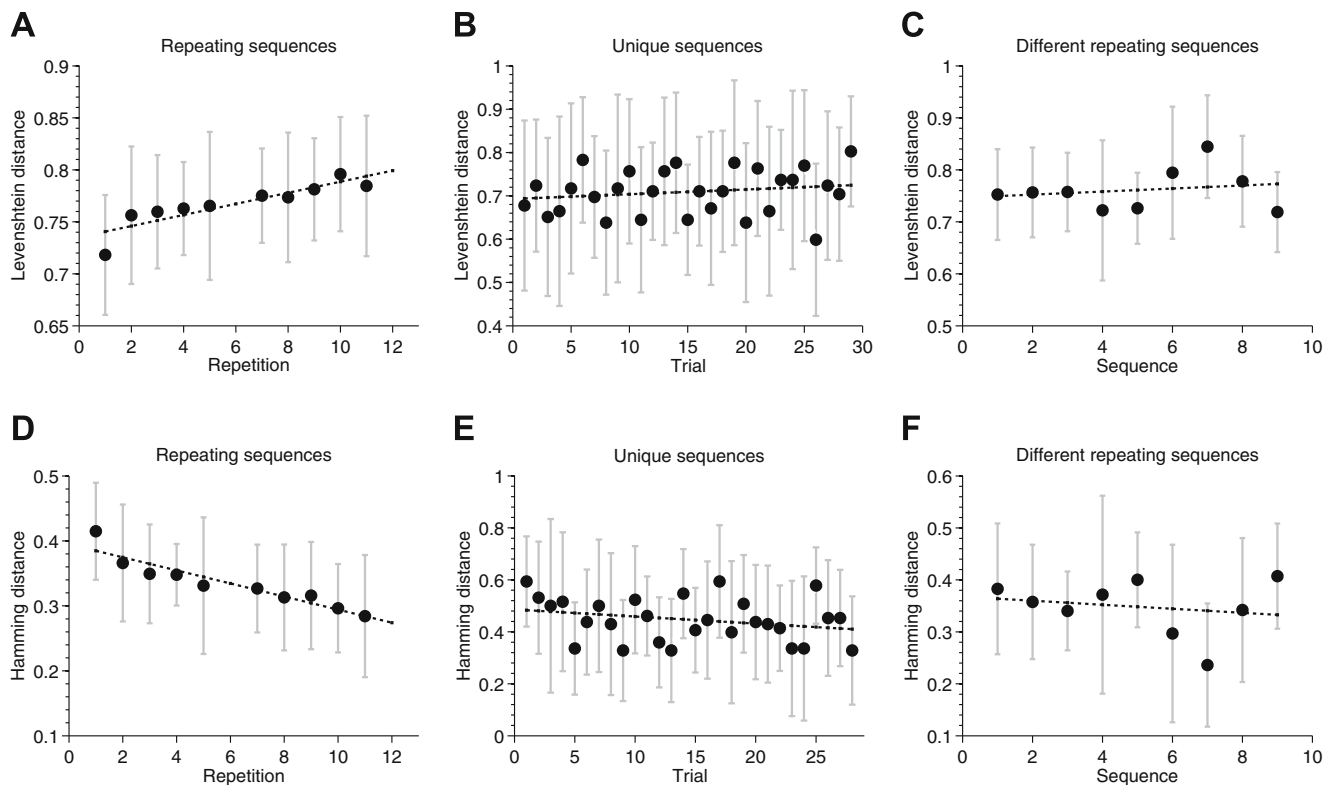 A
Repeating sequences
Levenshtein distance
0.9
0.85
0.8
0.75
0.7
0.65
0 2 4 6 8 10 12
Repetition
B
Unique sequences
Levenshtein distance
1
0.9
0.8
0.7
0.6
0.5
0.4
0 5 10 15 20 25 30
Trial
C
Different repeating sequences
Levenshtein distance
1
0.9
0.8
0.7
0.6
0.5
0 2 4 6 8 10
Sequence
D
Repeating sequences
Hamming distance
0.5
0.4
0.3
0.2
0.1
0 2 4 6 8 10 12
Repetition
E
Unique sequences
Hamming distance
1
0.8
0.6
0.4
0.2
0
0 5 10 15 20 25
Trial
F
Different repeating sequences
Hamming distance
0.6
0.5
0.4
0.3
0.2
0.1
0 2 4 6 8 10
Sequence